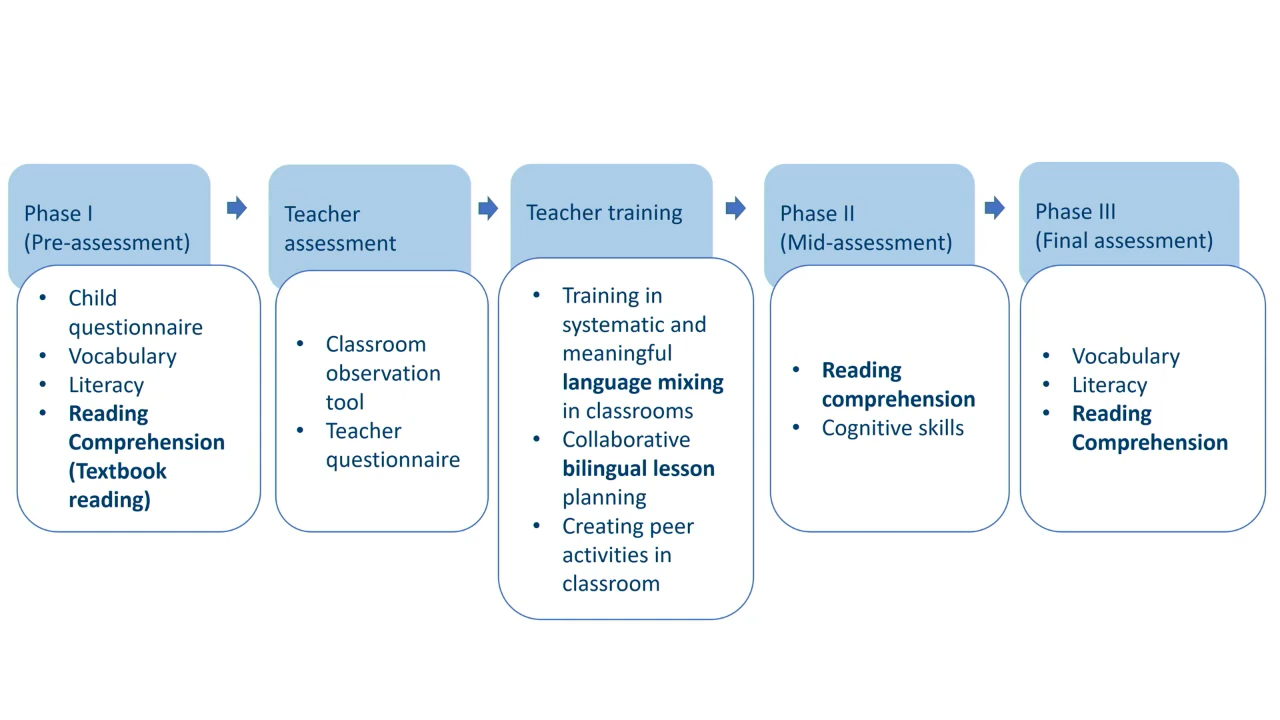 Phase I
(Pre-assessment)
• Child
questionnaire
• Vocabulary
• Literacy
• Reading
Comprehension
(Textbook
reading)
Teacher
assessment
• Classroom
observation
tool
• Teacher
questionnaire
Teacher training
• Training in
systematic and
meaningful
language mixing
in classrooms
• Collaborative
bilingual lesson
planning
• Creating peer
activities in
classroom
Phase II
(Mid-assessment)
• Reading
comprehension
• Cognitive skills
Phase III
(Final assessment)
• Vocabulary
• Literacy
• Reading
Comprehension